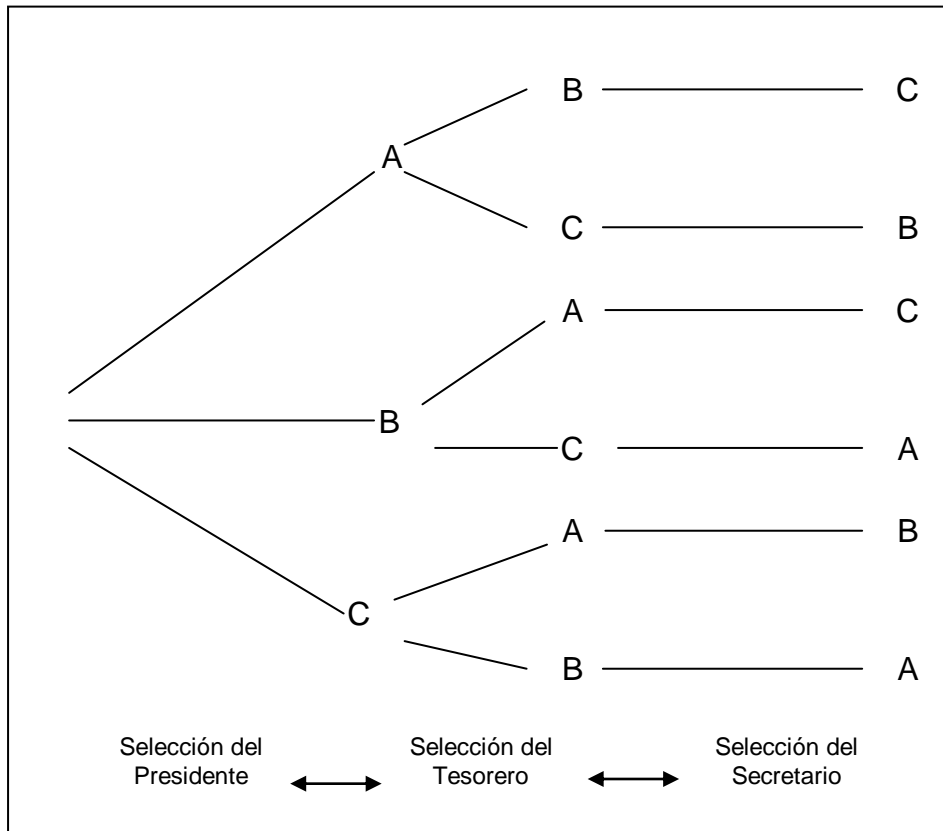 B C
A
C B
A C
B
C A
A B
C
B A
Selección del Selección del Selección del
Presidente Tesorero Secretario